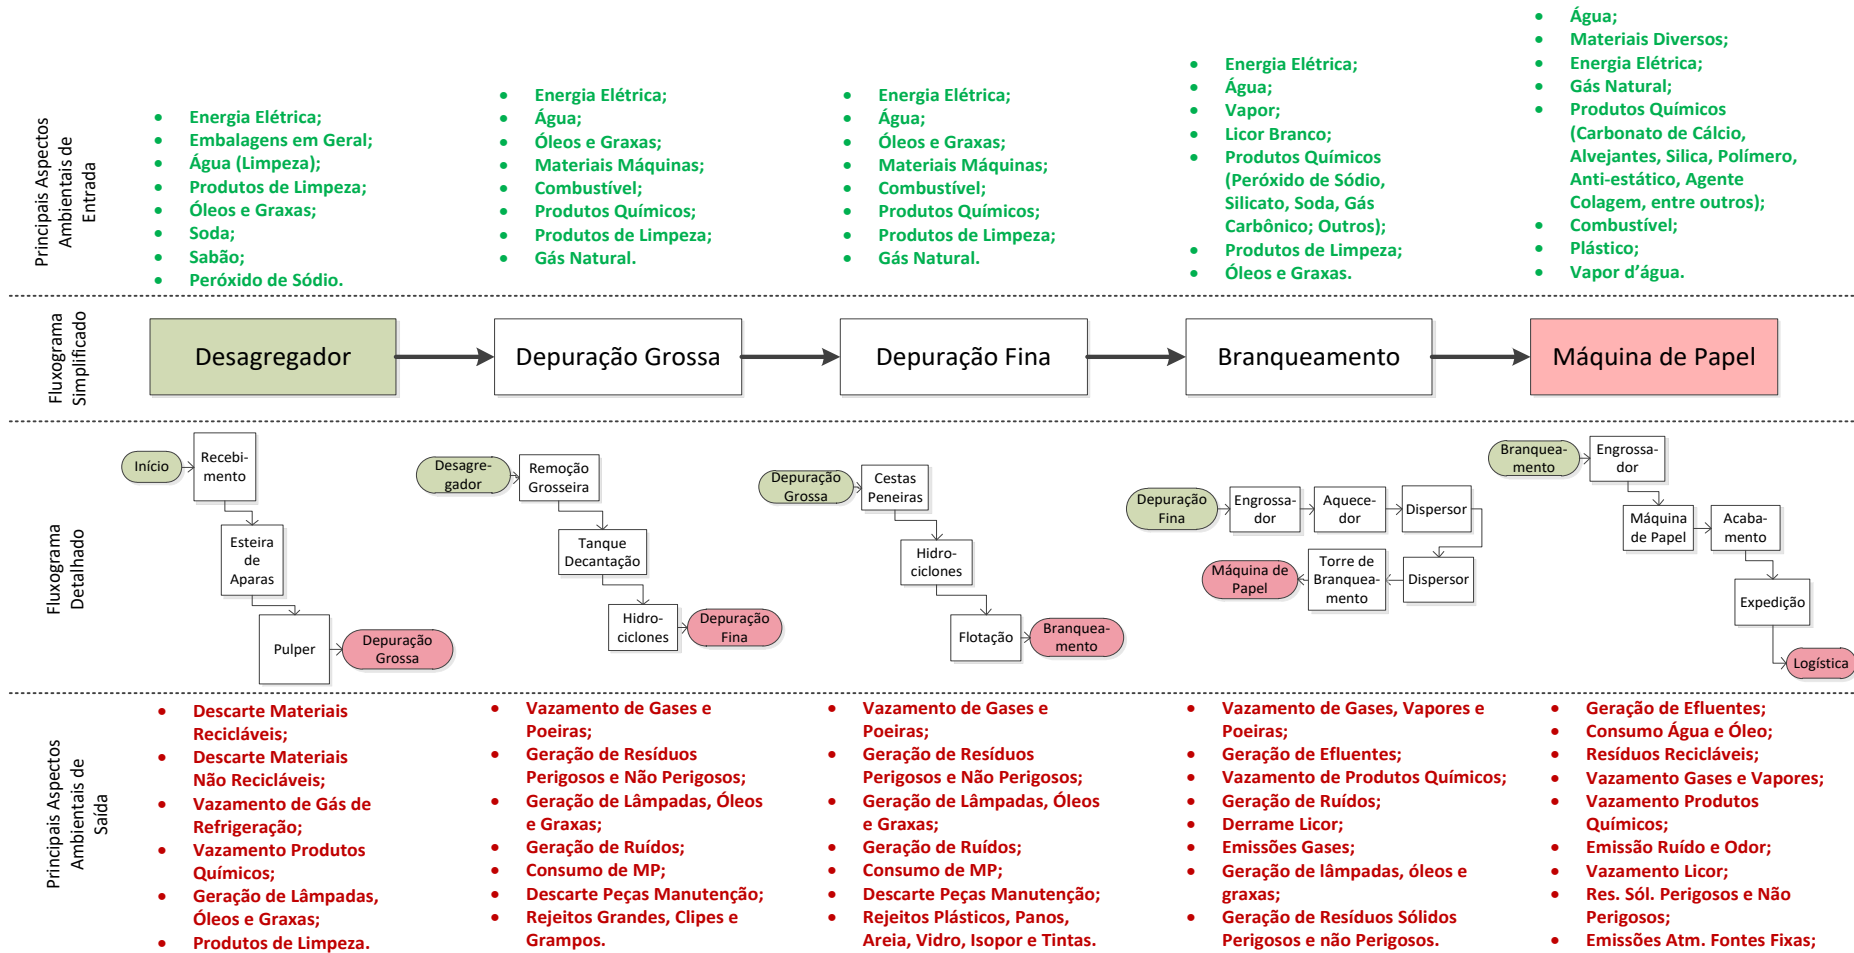 Principais Aspectos
Ambientais de
Entrada
• Energia Elétrica;
• Embalagens em Geral;
• Água (Limpeza);
• Produtos de Limpeza;
• Óleos e Graxas;
• Soda;
• Sabão;
• Peróxido de Sódio.
• Energia Elétrica;
• Água;
• Óleos e Graxas;
• Materiais Máquinas;
• Combustível;
• Produtos Químicos;
• Produtos de Limpeza;
• Gás Natural.
• Energia Elétrica;
• Água;
• Óleos e Graxas;
• Materiais Máquinas;
• Combustível;
• Produtos Químicos;
• Produtos de Limpeza;
• Gás Natural.
• Energia Elétrica;
• Água;
• Vapor;
• Licor Branco;
• Produtos Químicos
(Peróxido de Sódio,
Silicato, Soda, Gás
Carbônico; Outros);
• Produtos de Limpeza;
• Óleos e Graxas.
• Água;
• Materiais Diversos;
• Energia Elétrica;
• Gás Natural;
• Produtos Químicos
(Carbonato de Cálcio,
Alvejantes, Silica, Polímero,
Anti-estático, Agente
Colagem, entre outros);
• Combustível;
• Plástico;
• Vapor d’água.
Fluxograma
Simplificado
Desagregador
Depuração Grossa
Depuração Fina
Branqueamento
Máquina de Papel
Fluxograma
Detalhado
Início
Recebi-
mento
Esteira
de
Aparas
Pulper
Depuração
Grossa
Desagre-
gador
Remoção
Grosseira
Tanque
Decantação
Hidro-
ciclones
Depuração
Fina
Depuração
Grossa
Cestas
Peneiras
Hidro-
ciclones
Flotação
Branquea-
mento
Depuração
Fina
Engrossa-
dor
Aquece-
dor
Dispersor
Dispersor
Torre de
Branquea-
mento
Máquina de
Papel
Branquea-
mento
Engrossa-
dor
Máquina
de Papel
Acaba-
mento
Expedição
Logística
Principais Aspectos
Ambientais de
Saída
• Descarte Materiais
Recicláveis;
• Descarte Materiais
Não Recicláveis;
• Vazamento de Gás de
Refrigeração;
• Vazamento Produtos
Químicos;
• Geração de Lâmpadas,
Óleos e Graxas;
• Produtos de Limpeza.
• Vazamento de Gases e
Poeiras;
• Geração de Resíduos
Perigosos e Não Perigosos;
• Geração de Lâmpadas, Óleos
e Graxas;
• Geração de Ruídos;
• Consumo de MP;
• Descarte Peças Manutenção;
• Rejeitos Grandes, Clipes e
Grampos.
• Vazamento de Gases e
Poeiras;
• Geração de Resíduos
Perigosos e Não Perigosos;
• Geração de Lâmpadas, Óleos
e Graxas;
• Geração de Ruídos;
• Consumo de MP;
• Descarte Peças Manutenção;
• Rejeitos Plásticos, Panos,
Areia, Vidro, Isopor e Tintas.
• Vazamento de Gases, Vapores e
Poeiras;
• Geração de Efluentes;
• Vazamento de Produtos Químicos;
• Geração de Ruídos;
• Derrame Licor;
• Emissões Gases;
• Geração de lâmpadas, óleos e
graxas;
• Geração de Resíduos Sólidos
Perigosos e não Perigosos.
• Geração de Efluentes;
• Consumo Água e Óleo;
• Resíduos Recicláveis;
• Vazamento Gases e Vapores;
• Vazamento Produtos
Químicos;
• Emissão Ruído e Odor;
• Vazamento Licor;
• Res. Sól. Perigosos e Não
Perigosos;
• Emissões Atm. Fontes Fixas;